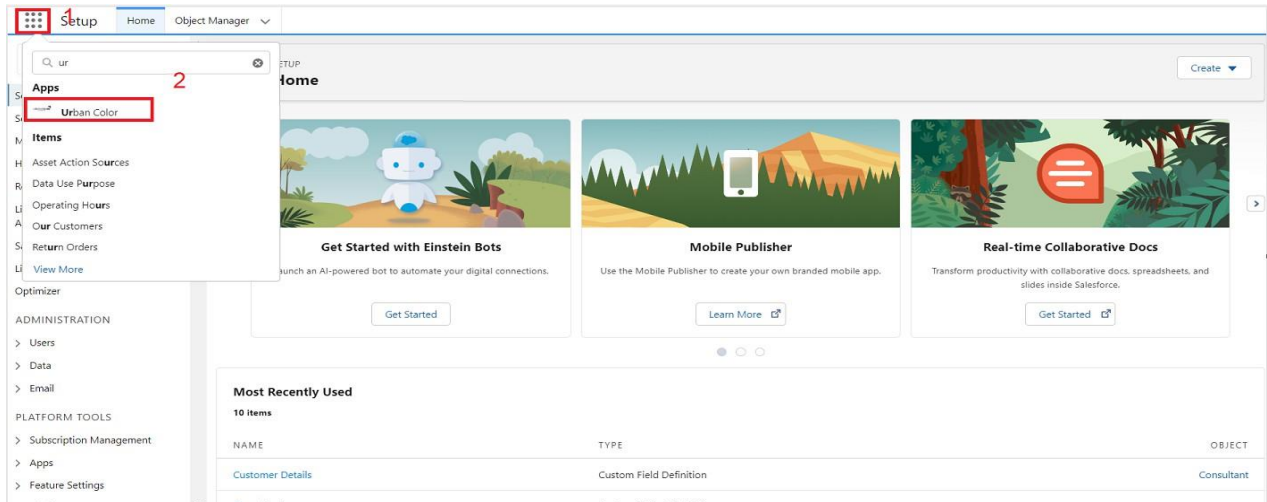 1
Setup
Home
Object Manager
ur
2
Apps
Urban Color
Items
Asset Action Sources
Data Use Purpose
Operating Hours
Our Customers
Return Orders
View More
Optimizer
ADMINISTRATION
Users
Data
Email
PLATFORM TOOLS
Subscription Management
Apps
Feature Settings
SETUP
Home
Create
Get Started with Einstein Bots
Launch an AI-powered bot to automate your digital connections.
Get Started
Mobile Publisher
Use the Mobile Publisher to create your own branded mobile app.
Learn More
Real-time Collaborative Docs
Transform productivity with collaborative docs, spreadsheets, and
slides inside Salesforce.
Get Started
Most Recently Used
10 items
NAME TYPE OBJECT
Customer Details Custom Field Definition Consultant